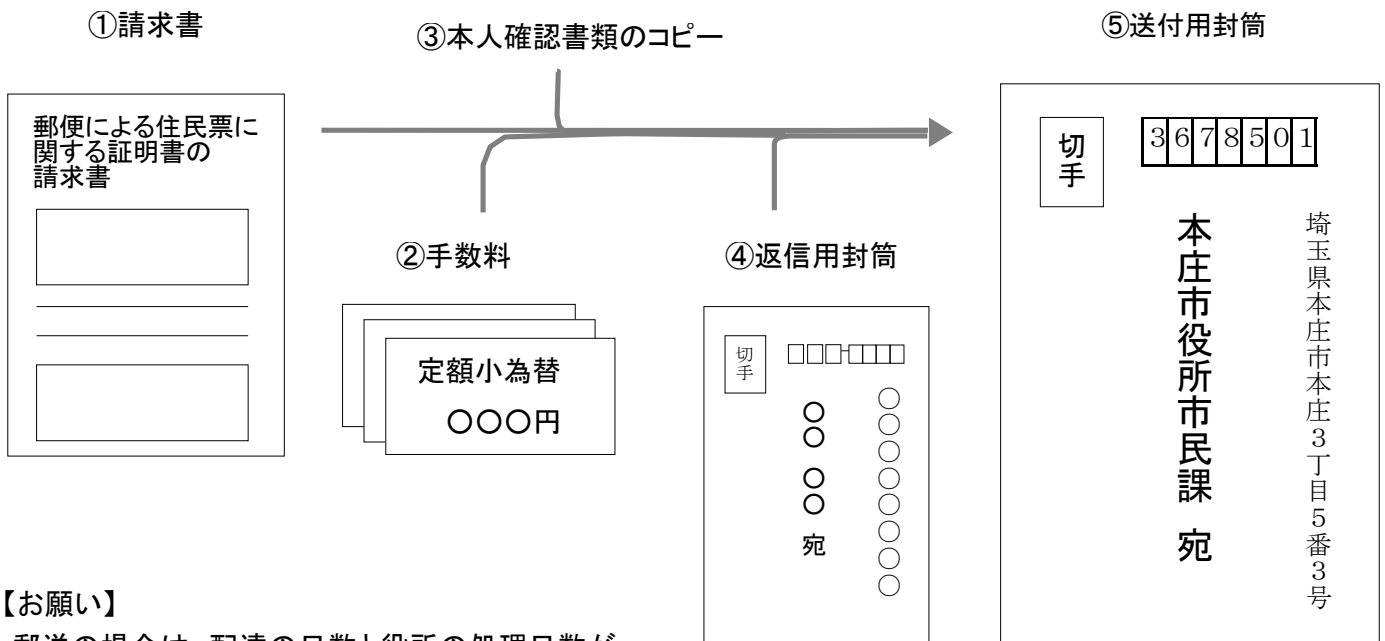 ①請求書
③本人確認書類のコピー
⑤送付用封筒
郵便による住民票に
関する証明書の
請求書
切手
3678501
埼玉県本庄市本庄3丁目5番3号
本庄市役所市民課 宛
②手数料
定額小為替
○○○円
④返信用封筒
切手
□□□-□□□□
○○○○○○○○
○○ ○○ 宛
【お願い】